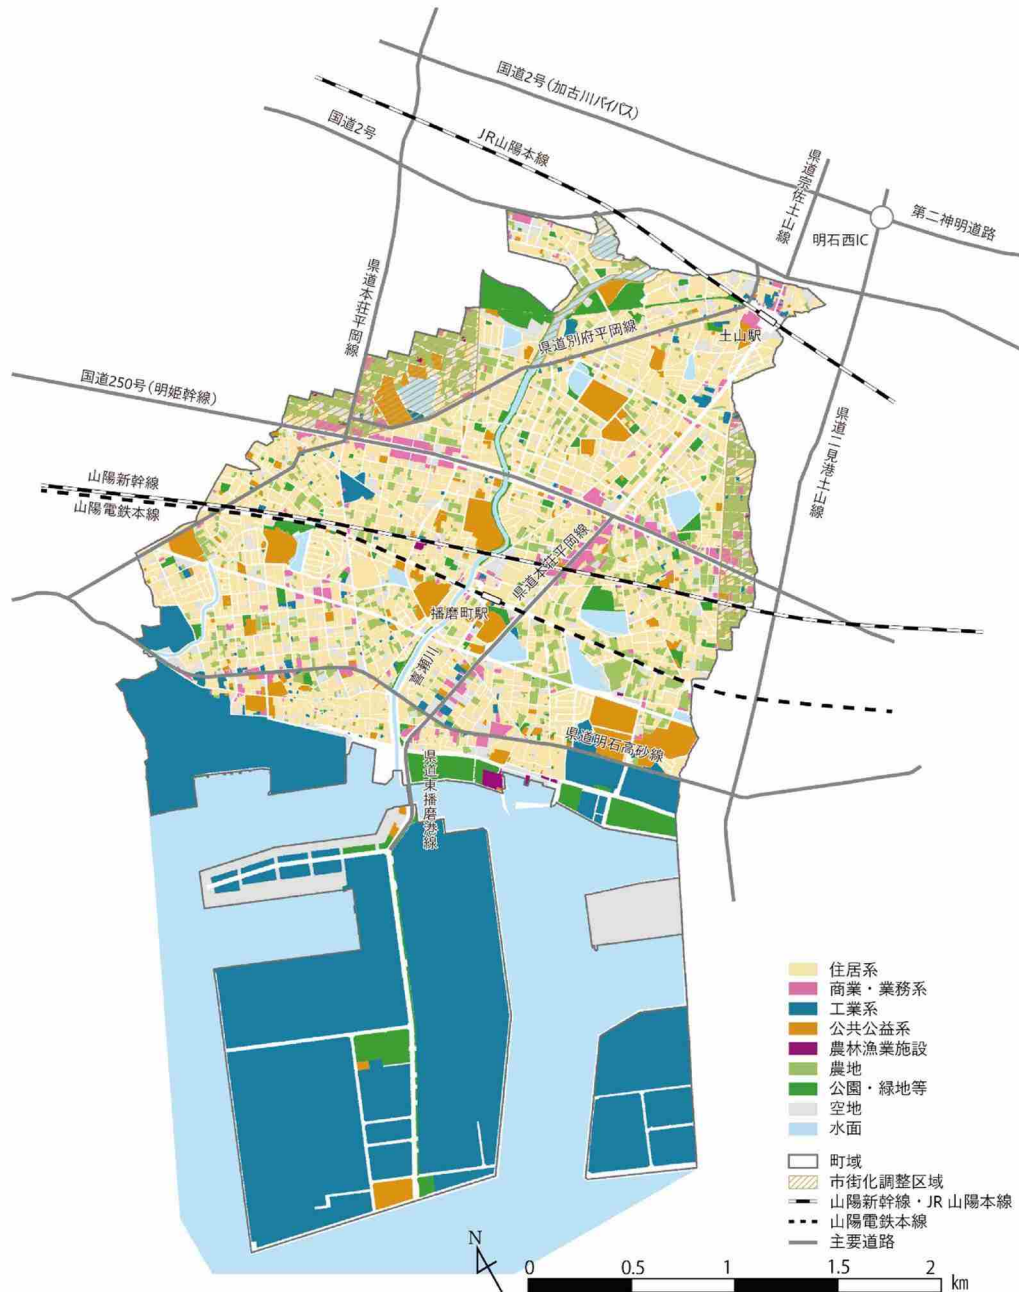 国道2号（加古川バイパス）
国道2号
JR山陽本線
県道宗佐土山線
第二神明道路
明石西IC
県道本荘平岡線
県道別府平岡線
土山駅
国道250号（明姫幹線）
県道二見港土山線
山陽新幹線
山陽電鉄本線
県道本荘平岡線
播磨町駅
喜瀬川
県道明石高砂線
県道東播磨港線
住居系
商業・業務系
工業系
公共公益系
農林漁業施設
農地
公園・緑地等
空地
水面
町域
市街化調整区域
山陽新幹線・JR 山陽本線
山陽電鉄本線
主要道路
N
0 0.5 1 1.5 2
km